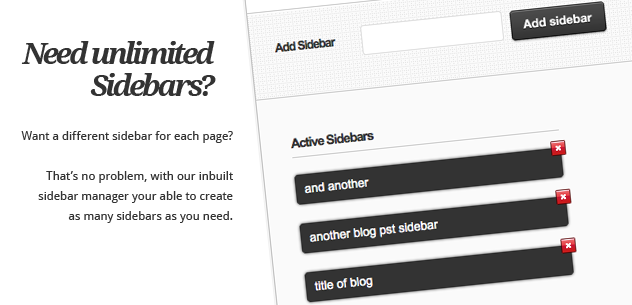 Need unlimited
Sidebars?
Want a different sidebar for each page?
That's no problem, with our inbuilt
sidebar manager your able to create
as many sidebars as you need.
Add Sidebar
Add sidebar
Active Sidebars
and another
another blog pst sidebar
title of blog